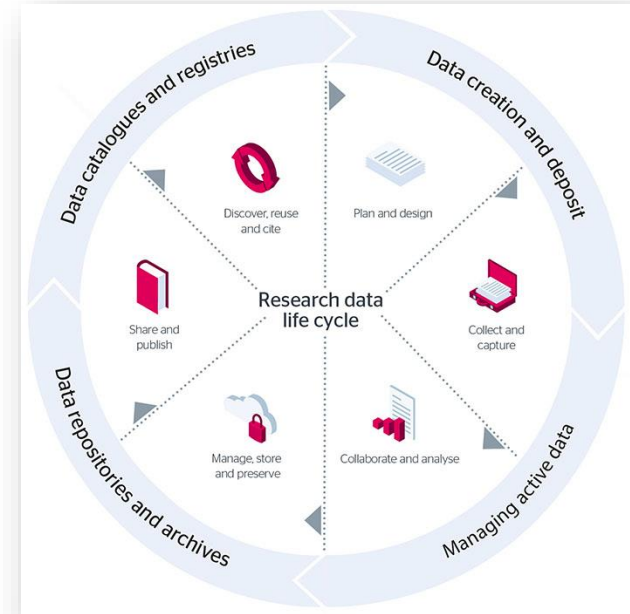 Data catalogues and registries
Data creation and deposit
Discover, reuse
and cite
Plan and design
Research data
life cycle
Share and
publish
Collect and
capture
Manage, store
and preserve
Collaborate and analyse
Data repositories and archives
Managing active data